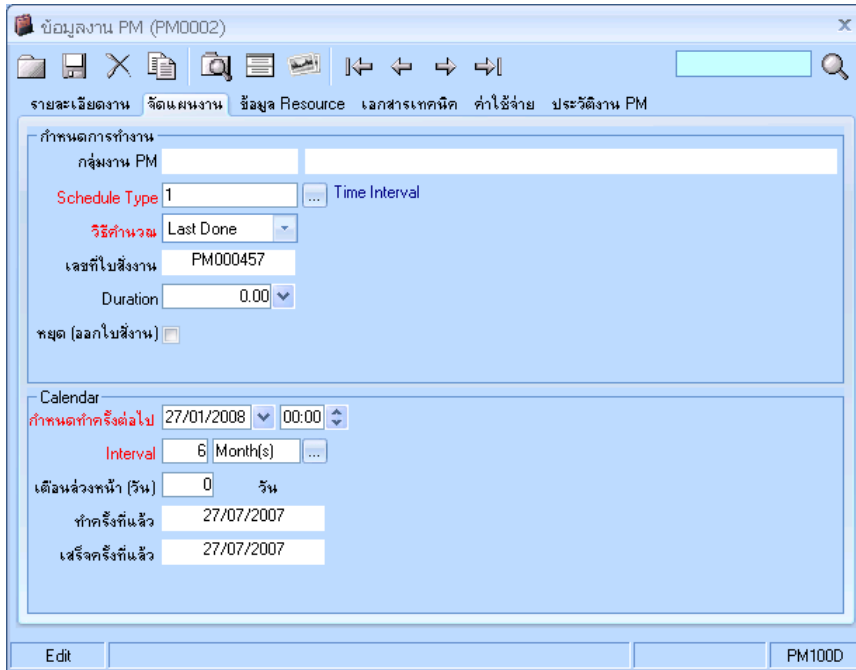 ข้อมูลงาน PM (PM0002)
รายละเอียดงาน จัดแผนงาน ข้อมูล Resource เอกสารเทคนิค ค่าใช้จ่าย ประวัติงาน PM
กำหนดการทำงาน
กลุ่มงาน PM
Schedule Type 1 ... Time Interval
วิธีคำนวณ Last Done
เลขที่ใบสั่งงาน PM000457
Duration 0.00
หยุด (ออกใบสั่งงาน)
Calendar
กำหนดทำครั้งต่อไป 27/01/2008 00:00
Interval 6 Month(s) ...
เตือนล่วงหน้า (วัน) 0 วัน
ทำครั้งที่แล้ว 27/07/2007
เสร็จครั้งที่แล้ว 27/07/2007
Edit PM100D